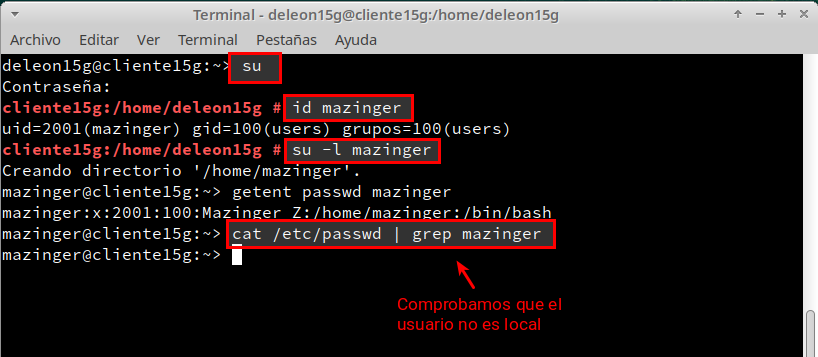 Terminal - deleon15g@cliente15g:/home/deleon15g
Archivo Editar Ver Terminal Pestañas Ayuda
deleon15g@cliente15g:~> su
Contraseña:
cliente15g:/home/deleon15g # id mazinger
uid=2001(mazinger) gid=100(users) grupos=100(users)
cliente15g:/home/deleon15g # su -l mazinger
Creando directorio '/home/mazinger'.
mazinger@cliente15g:~> getent passwd mazinger
mazinger:x:2001:100:Mazinger Z:/home/mazinger:/bin/bash
mazinger@cliente15g:~> cat /etc/passwd | grep mazinger
mazinger@cliente15g:~>
Comprobamos que el
usuario no es local